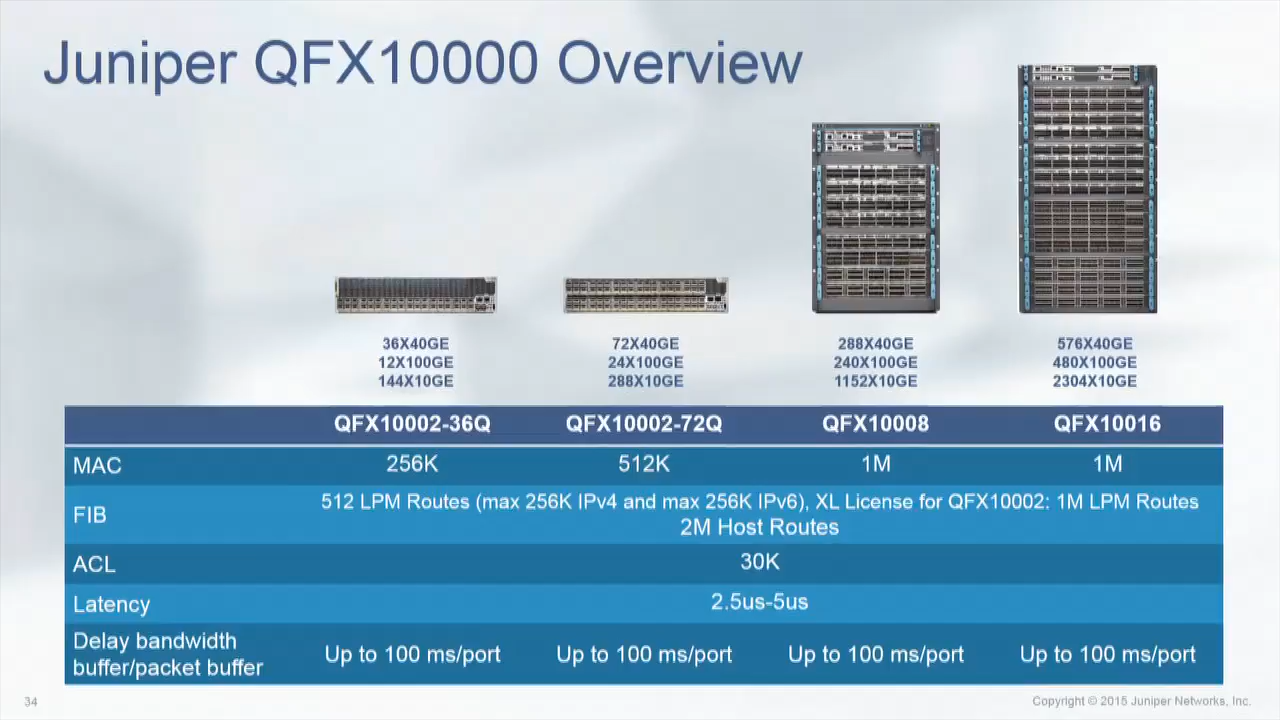 Juniper QFX10000 Overview
36X40GE
12X100GE
144X10GE
72X40GE
24X100GE
288X10GE
288X40GE
240X100GE
1152X10GE
576X40GE
480X100GE
2304X10GE
QFX10002-36Q QFX10002-72Q QFX10008 QFX10016
MAC 256K 512K 1M 1M
FIB 512 LPM Routes (max 256K IPv4 and max 256K IPv6), XL License for QFX10002: 1M LPM Routes
2M Host Routes
ACL 30K
Latency 2.5us-5us
Delay bandwidth
buffer/packet buffer Up to 100 ms/port Up to 100 ms/port Up to 100 ms/port Up to 100 ms/port
34 Copyright © 2015 Juniper Networks, Inc.